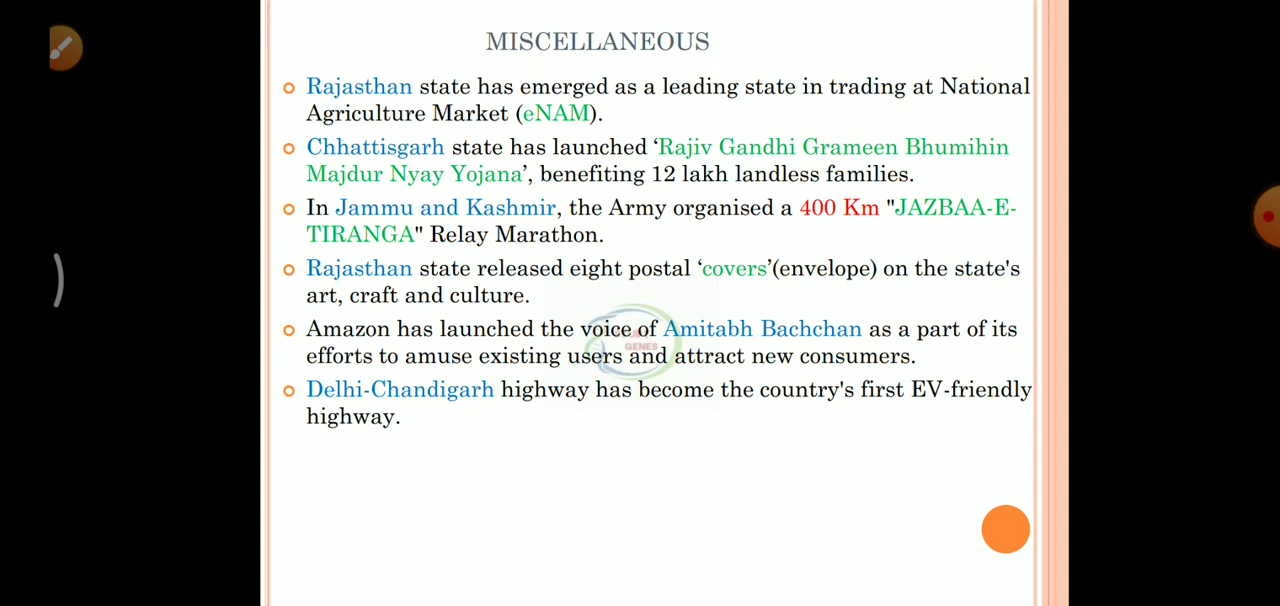 MISCELLANEOUS
Rajasthan state has emerged as a leading state in trading at National
Agriculture Market (eNAM).
Chhattisgarh state has launched ‘Rajiv Gandhi Grameen Bhumihin
Majdur Nyay Yojana’, benefiting 12 lakh landless families.
In Jammu and Kashmir, the Army organised a 400 Km "JAZBAA-E-
TIRANGA" Relay Marathon.
Rajasthan state released eight postal ‘covers’(envelope) on the state's
art, craft and culture.
Amazon has launched the voice of Amitabh Bachchan as a part of its
efforts to amuse existing users and attract new consumers.
GENES
Delhi-Chandigarh highway has become the country's first EV-friendly
highway.